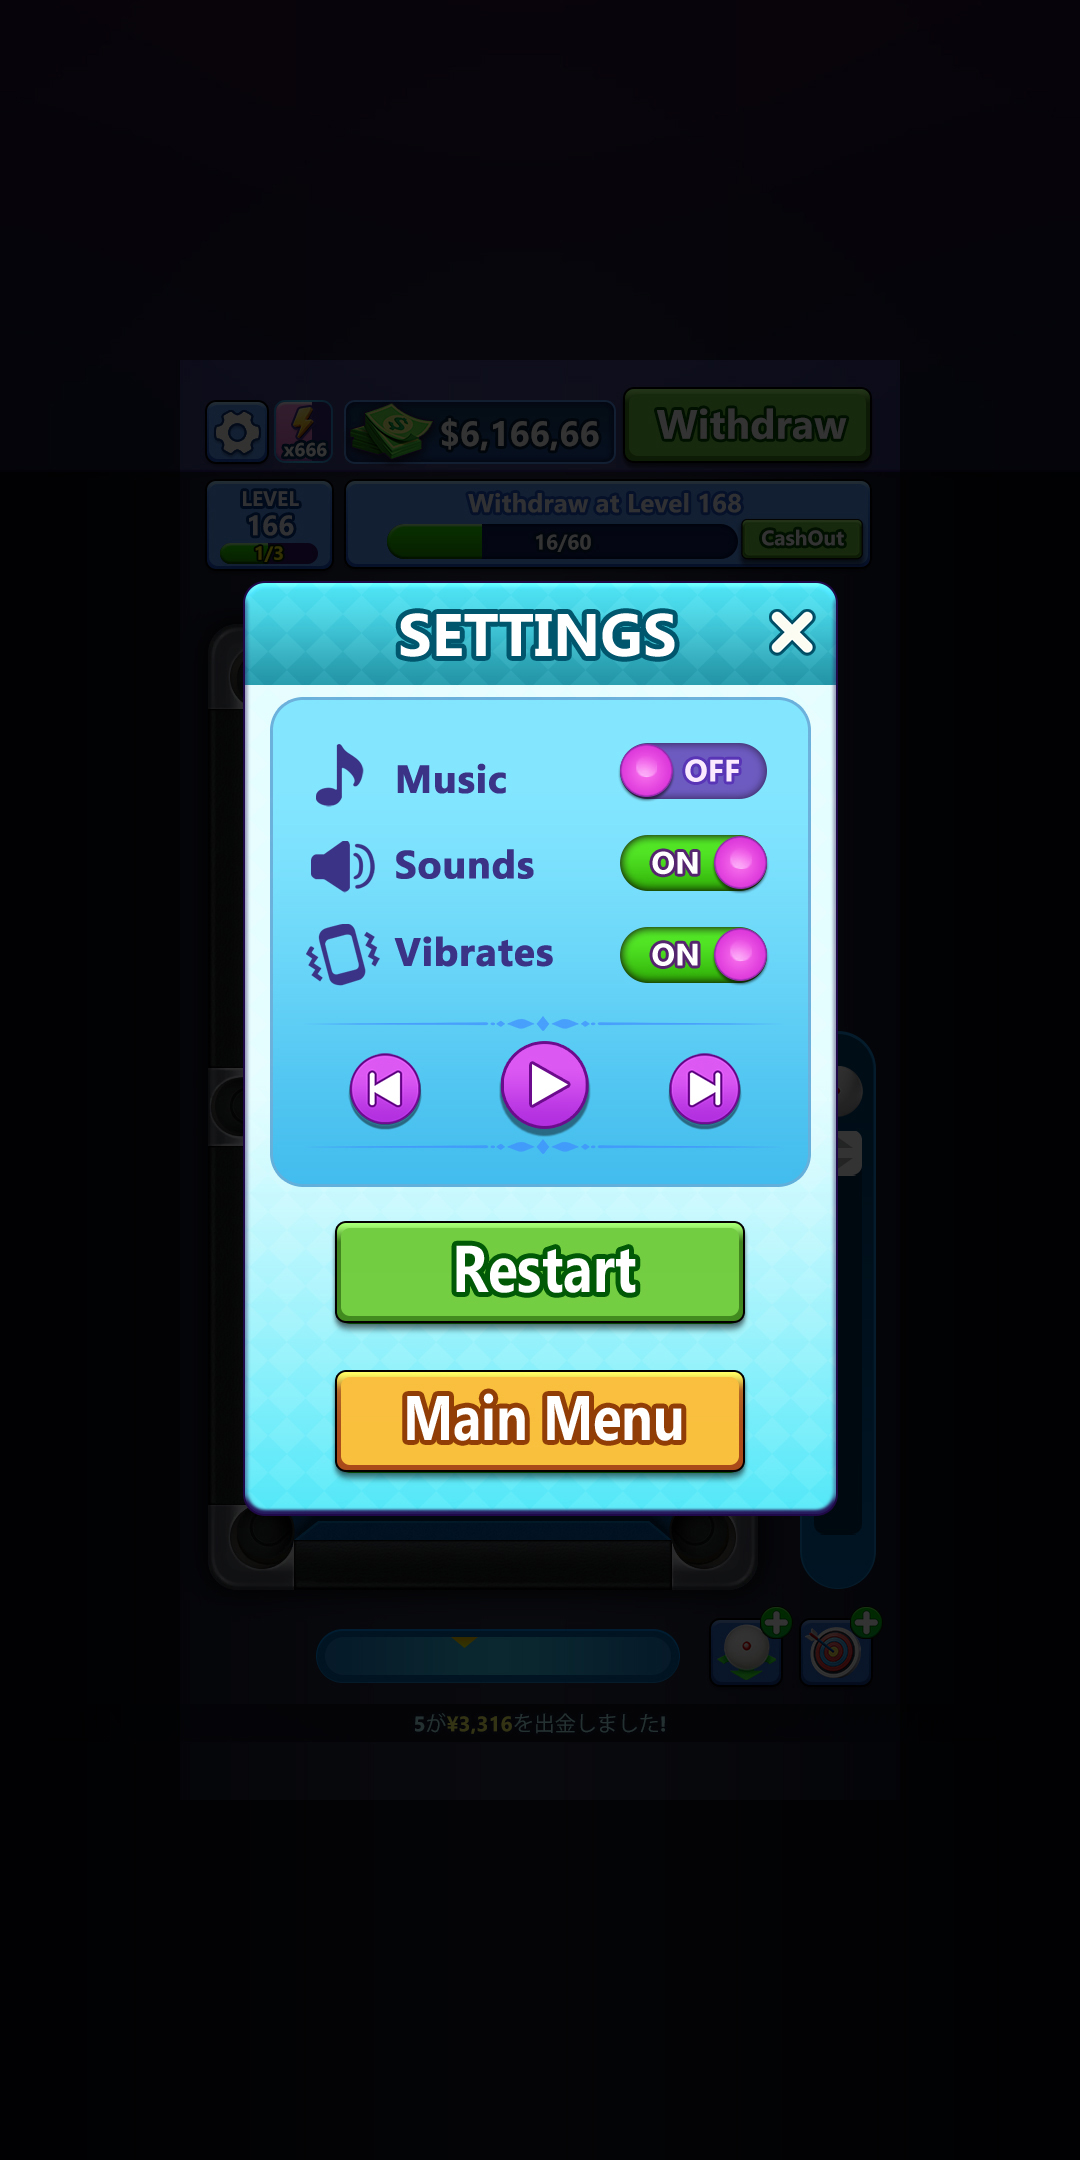 $6,166,66
Withdraw
x666
LEVEL
166
1/3
Withdraw at Level 168
16/60
CashOut
SETTINGS
Music
OFF
Sounds
ON
Vibrates
ON
Restart
Main Menu
5が¥3,316を出金しました!